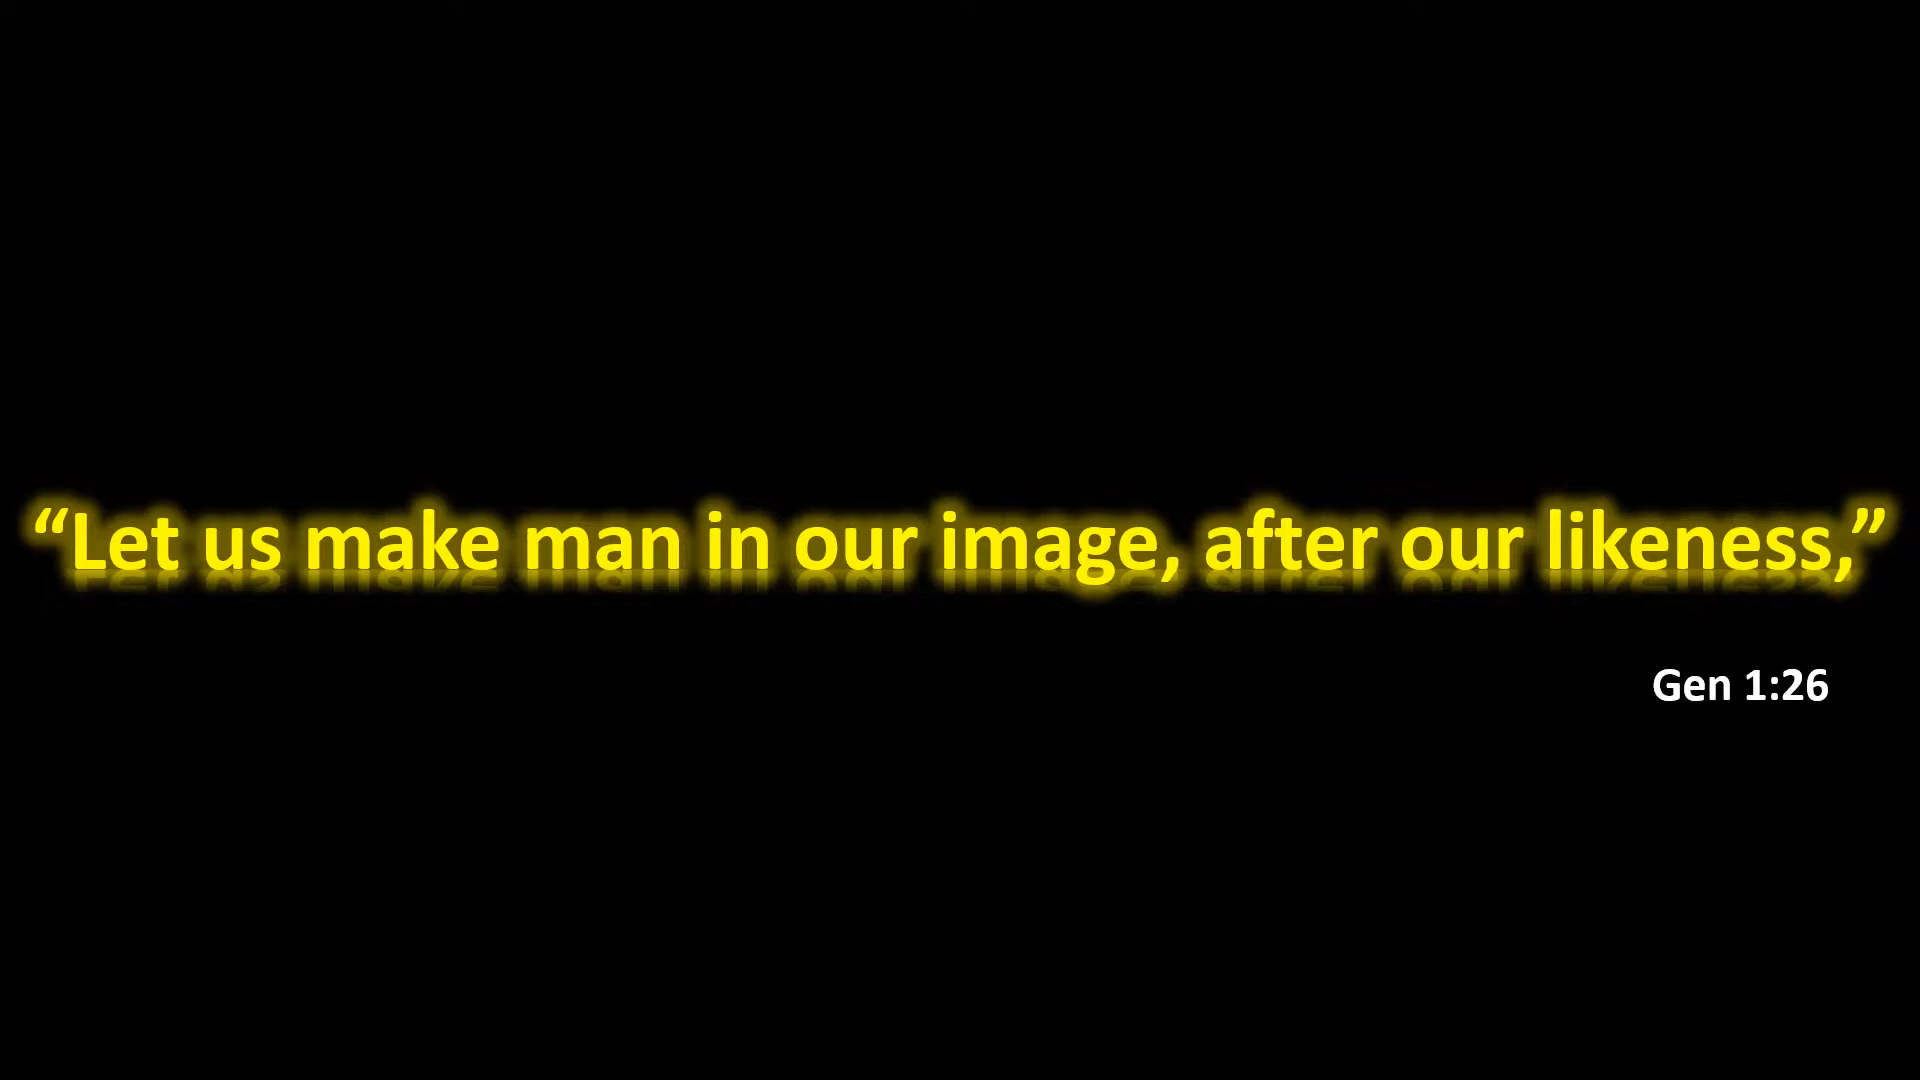 “Let us make man in our image, after our likeness,”
Gen 1:26